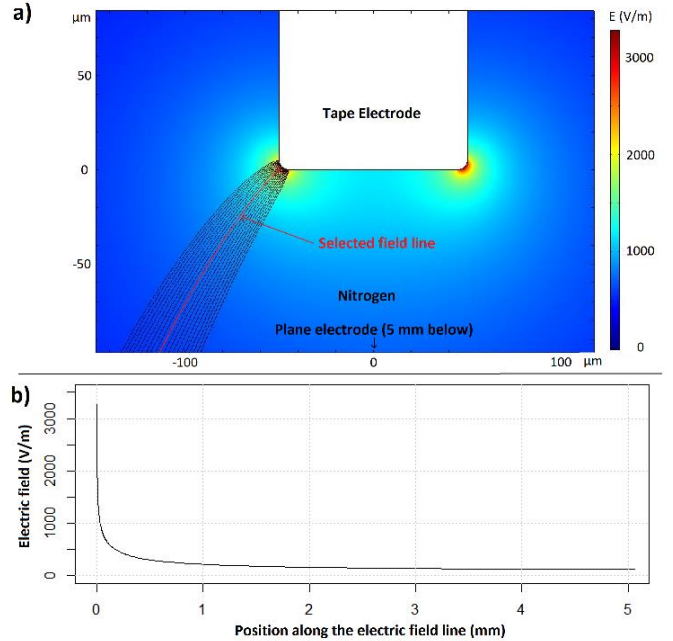 a)
µm
E (V/m)
50
0
-50
Tape Electrode
Selected field line
Nitrogen
Plane electrode (5 mm below)
↓
-100
0
100
µm
3000
2000
1000
0
b)
Electric field (V/m)
3000
2000
1000
0
0
1
2
3
4
5
Position along the electric field line (mm)